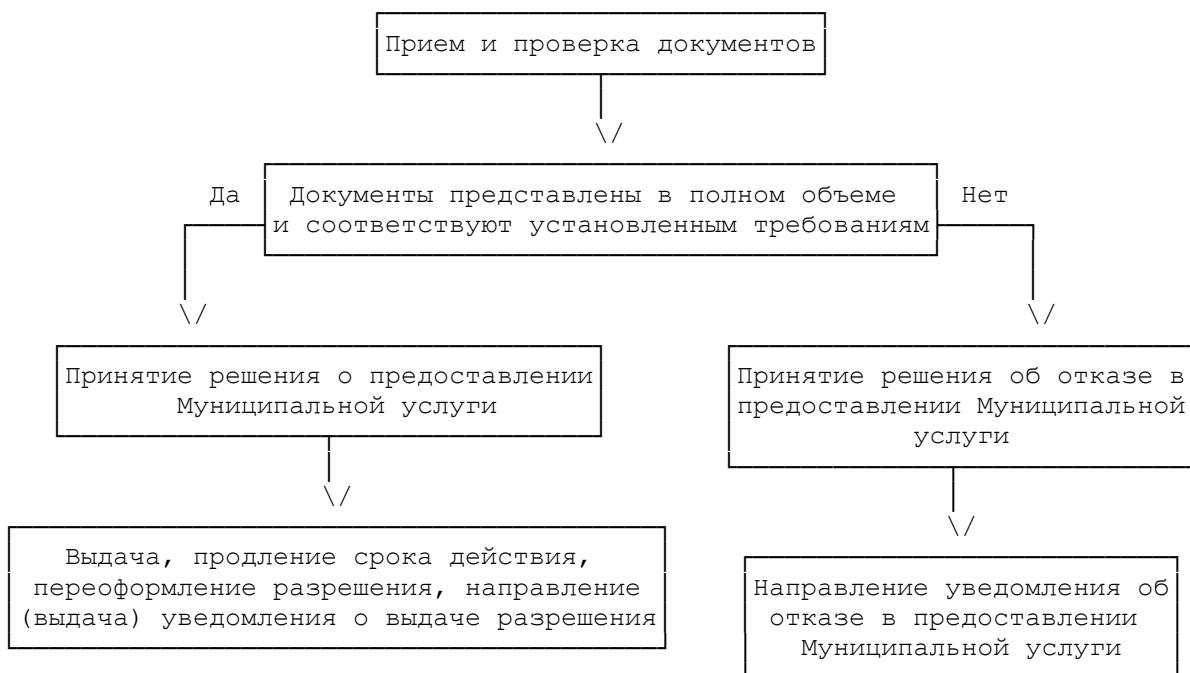 Прием и проверка документов
Да
Документы представлены в полном объеме
и соответствуют установленным требованиям
Нет
Принятие решения о предоставлении
Муниципальной услуги
Принятие решения об отказе в
предоставлении Муниципальной
услуги
Выдача, продление срока действия,
переоформление разрешения, направление
(выдача) уведомления о выдаче разрешения
Направление уведомления об
отказе в предоставлении
Муниципальной услуги